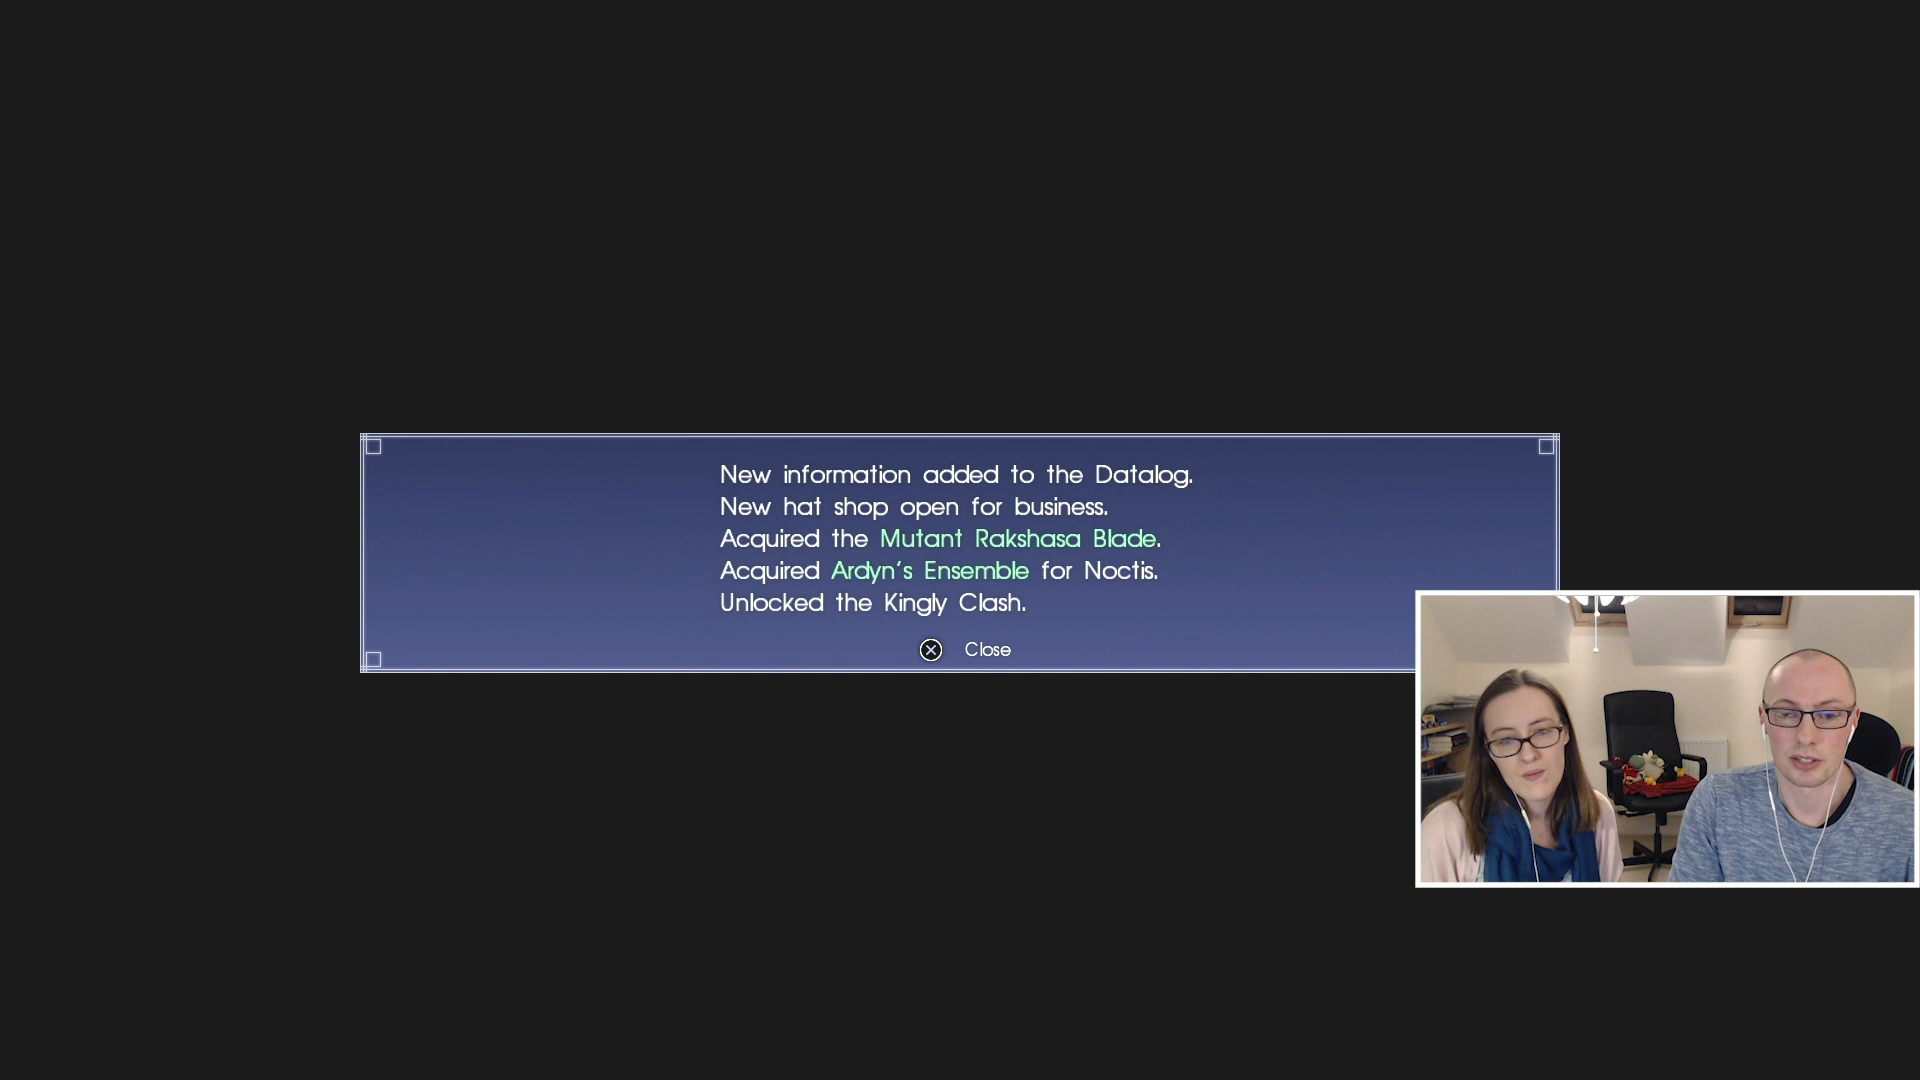 New information added to the Datalog.
New hat shop open for business.
Acquired the Mutant Rakshasa Blade.
Acquired Ardyn's Ensemble for Noctis.
Unlocked the Kingly Clash.
Close